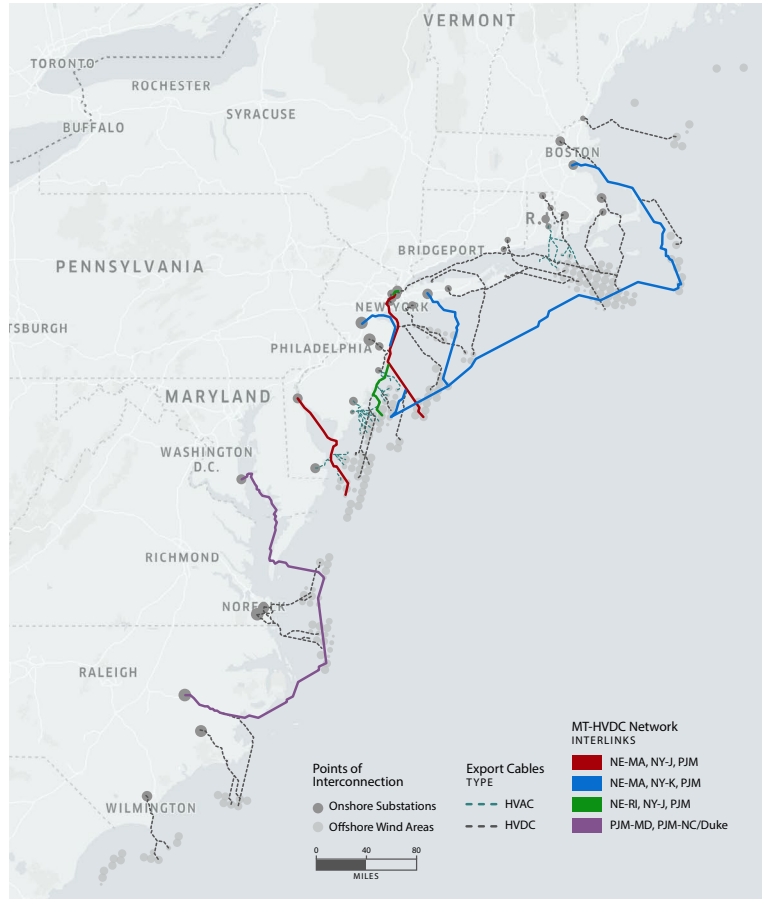 VERMONT
TORONTO
ROCHESTER
SYRACUSE
BUFFALO
BOSTON
R.
BRIDGEPORT
PENNSYLVANIA
NEW YORK
TSBURGH
PHILADELPHIA
MARYLAND
WASHINGTON
D.C.
RICHMOND
NORFOLK
RALEIGH
WILMINGTON
MT-HVDC Network
INTERLINKS
NE-MA, NY-J, PJM
NE-MA, NY-K, PJM
NE-RI, NY-J, PJM
PJM-MD, PJM-NC/Duke
Points of
Interconnection
Onshore Substations
Offshore Wind Areas
Export Cables
TYPE
HVAC
HVDC
0 40 80
MILES